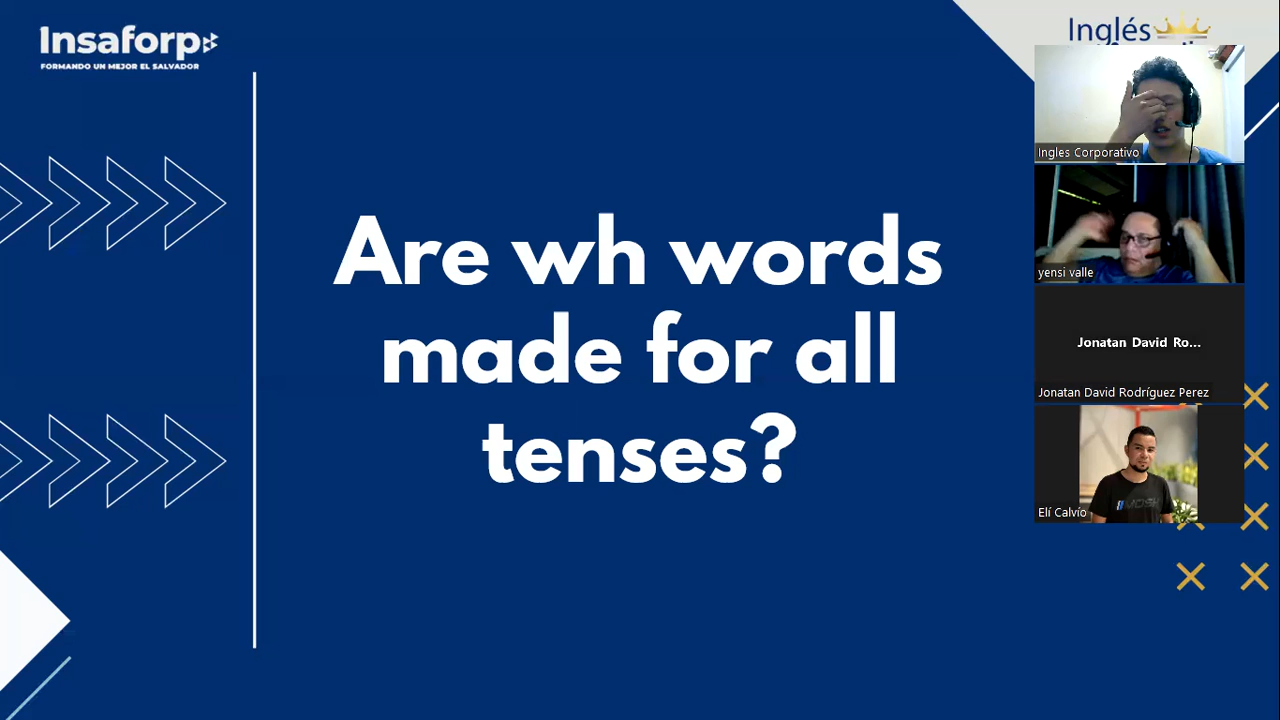 Insaforp
FORMANDO UN MEJOR EL SALVADOR
Inglés
Are wh words
made for all
tenses?
Ingles Corporativo
yensi valle
Jonatan David Ro...
Jonatan David Rodríguez Perez
Elí Calvío